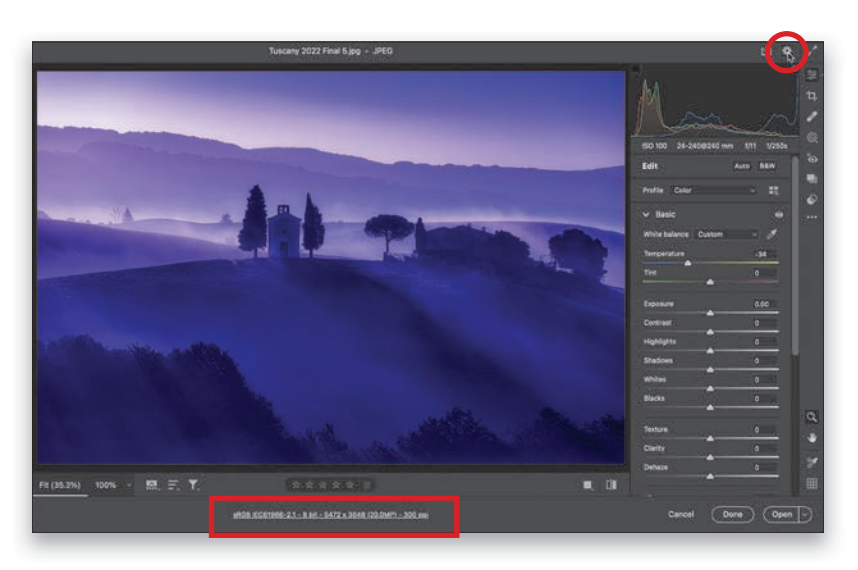 Tuscany 2022 Final 5.jpg - JPEG
ISO 100 24-240@240 mm f/11 1/250s
Edit Auto B&W
Profile Color
Basic
White balance Custom
Temperature -34
Tint 0
Exposure 0.00
Contrast 0
Highlights 0
Shadows 0
Whites 0
Blacks 0
Texture 0
Clarity 0
Dehaze 0
Fit (35.3%) 100%
sRGB IEC61966-2.1 - 8 bit - 5472 x 3648 (20.0MP) - 300 ppi
Cancel Done Open